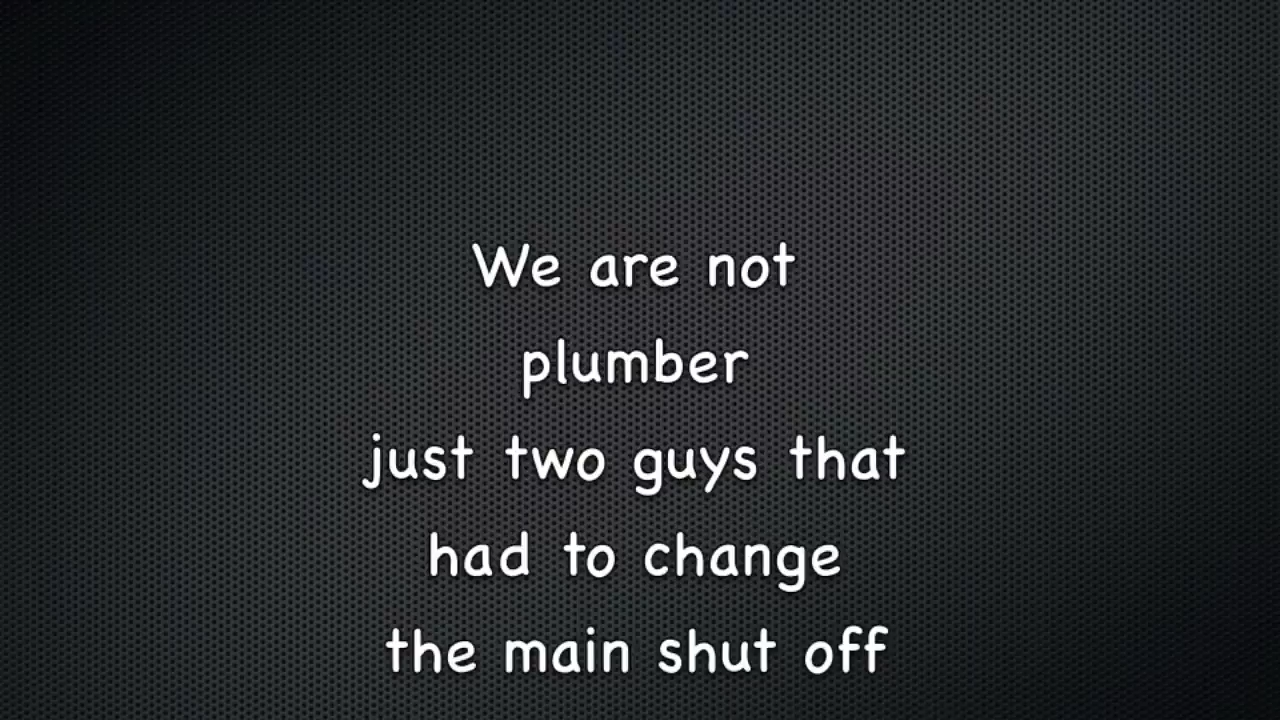 We are not
plumber
just two guys that
had to change
the main shut off